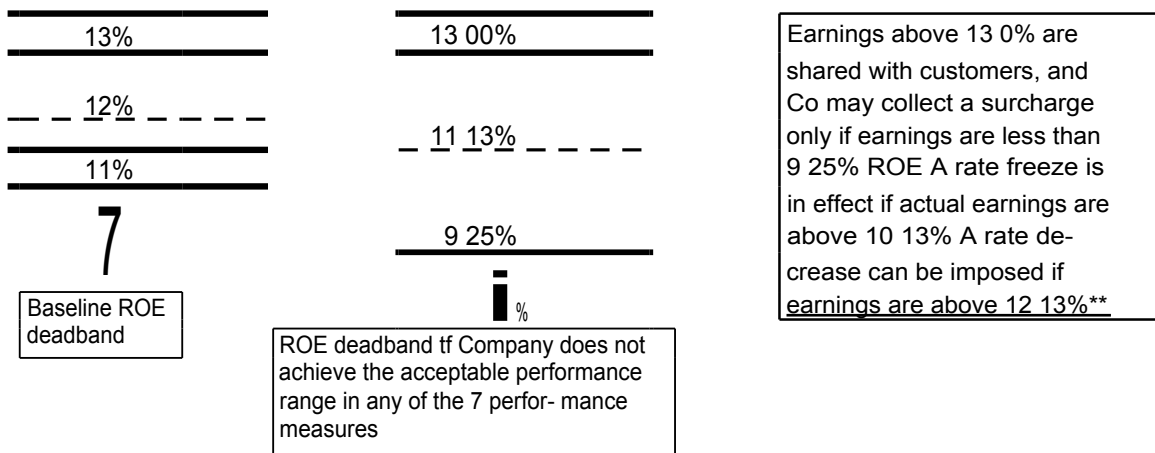 13%
12%
11%
7
Baseline ROE
deadband
13 00%
11 13%
9 25%
i %
ROE deadband tf Company does not
achieve the acceptable performance
range in any of the 7 perfor- mance
measures
Earnings above 13 0% are
shared with customers, and
Co may collect a surcharge
only if earnings are less than
9 25% ROE A rate freeze is
in effect if actual earnings are
above 10 13% A rate de-
crease can be imposed if
earnings are above 12 13%**